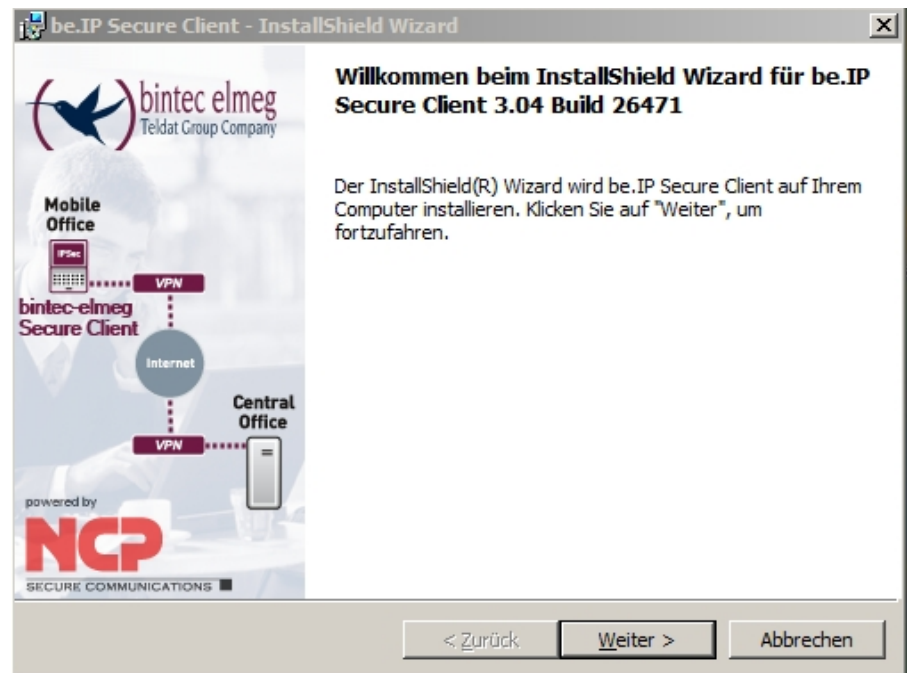 be.IP Secure Client - InstallShield Wizard
bintec elmeg
Teldat Group Company
Mobile
Office
IPSec
VPN
bintec-elmeg
Secure Client
Internet
Central
Office
VPN
powered by
NCP
SECURE COMMUNICATIONS
Willkommen beim InstallShield Wizard für be.IP
Secure Client 3.04 Build 26471
Der InstallShield(R) Wizard wird be.IP Secure Client auf Ihrem
Computer installieren. Klicken Sie auf "Weiter", um
fortzufahren.
< Zurück
Weiter >
Abbrechen